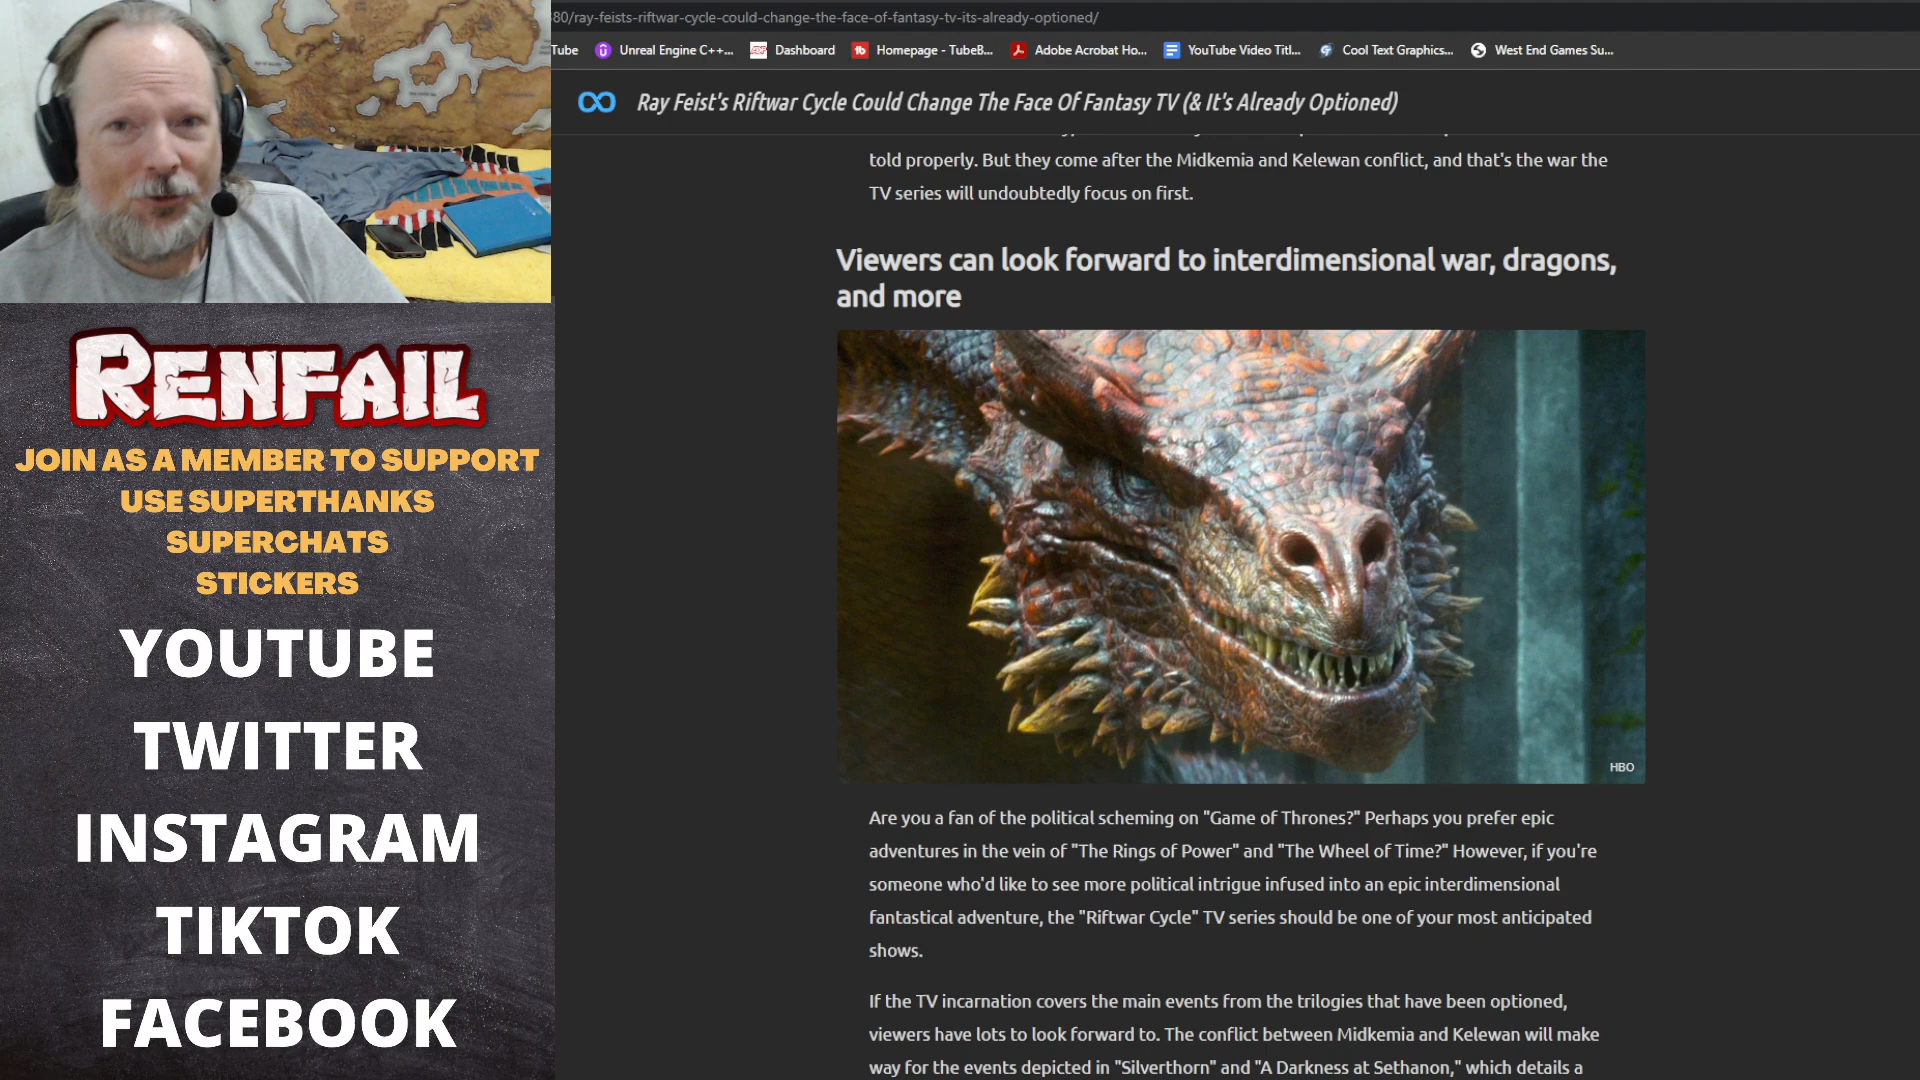 80/ray-feists-riftwar-cycle-could-change-the-face-of-fantasy-tv-its-already-optioned/
Tube
Unreal Engine C++...
Dashboard
Homepage - TubeB...
Adobe Acrobat Ho...
YouTube Video Titl...
Cool Text Graphics...
West End Games Su...
Ray Feist's Riftwar Cycle Could Change The Face Of Fantasy TV (& It's Already Optioned)
told properly. But they come after the Midkemia and Kelewan conflict, and that's the war the
TV series will undoubtedly focus on first.
Viewers can look forward to interdimensional war, dragons,
and more
HBO
Are you a fan of the political scheming on "Game of Thrones?" Perhaps you prefer epic
adventures in the vein of "The Rings of Power" and "The Wheel of Time?" However, if you're
someone who'd like to see more political intrigue infused into an epic interdimensional
fantastical adventure, the "Riftwar Cycle" TV series should be one of your most anticipated
shows.
If the TV incarnation covers the main events from the trilogies that have been optioned,
viewers have lots to look forward to. The conflict between Midkemia and Kelewan will make
way for the events depicted in "Silverthorn" and "A Darkness at Sethanon," which details a
RENFAIL
JOIN AS A MEMBER TO SUPPORT
USE SUPERTHANKS
SUPERCHATS
STICKERS
YOUTUBE
TWITTER
INSTAGRAM
TIKTOK
FACEBOOK